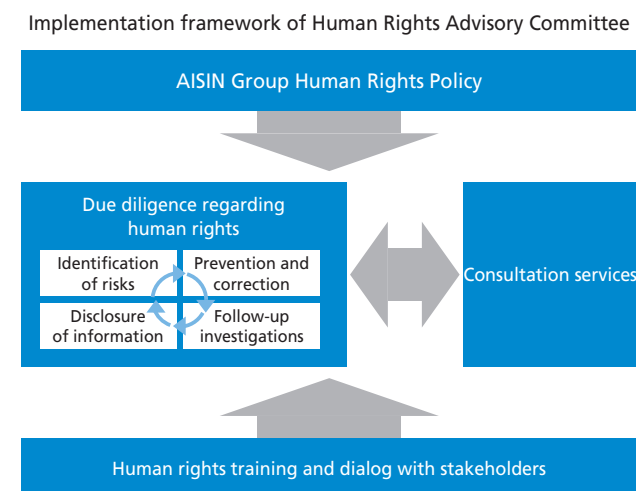 Implementation framework of Human Rights Advisory Committee
AISIN Group Human Rights Policy
Due diligence regarding
human rights
Identification
of risks
Prevention and
correction
Disclosure
of information
Follow-up
investigations
Consultation services
Human rights training and dialog with stakeholders